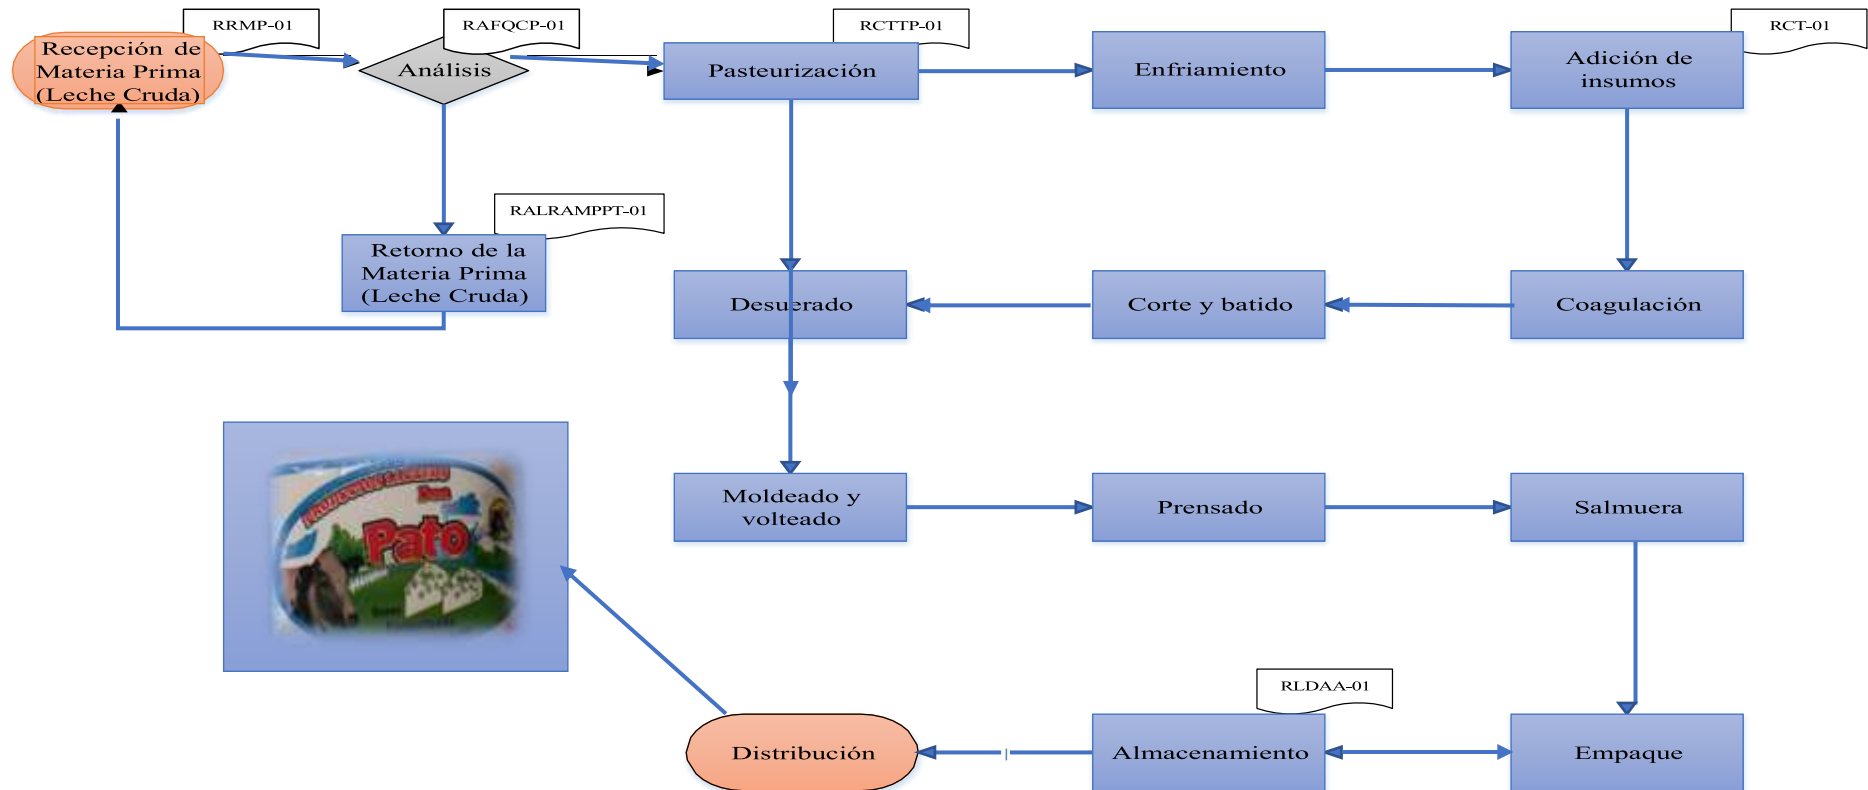 RRMP-01
RAFQCP-01
RCTTP-01
RCT-01
Recepción de
Materia Prima
(Leche Cruda)
Análisis
Pasteurización
Enfriamiento
Adición de
insumos
RALRAMPPT-01
Retorno de la
Materia Prima
(Leche Cruda)
Desuerado
Corte y batido
Coagulación
Pato
Moldeado y
volteado
Prensado
Salmuera
RLDAA-01
Distribución
Almacenamiento
Empaque